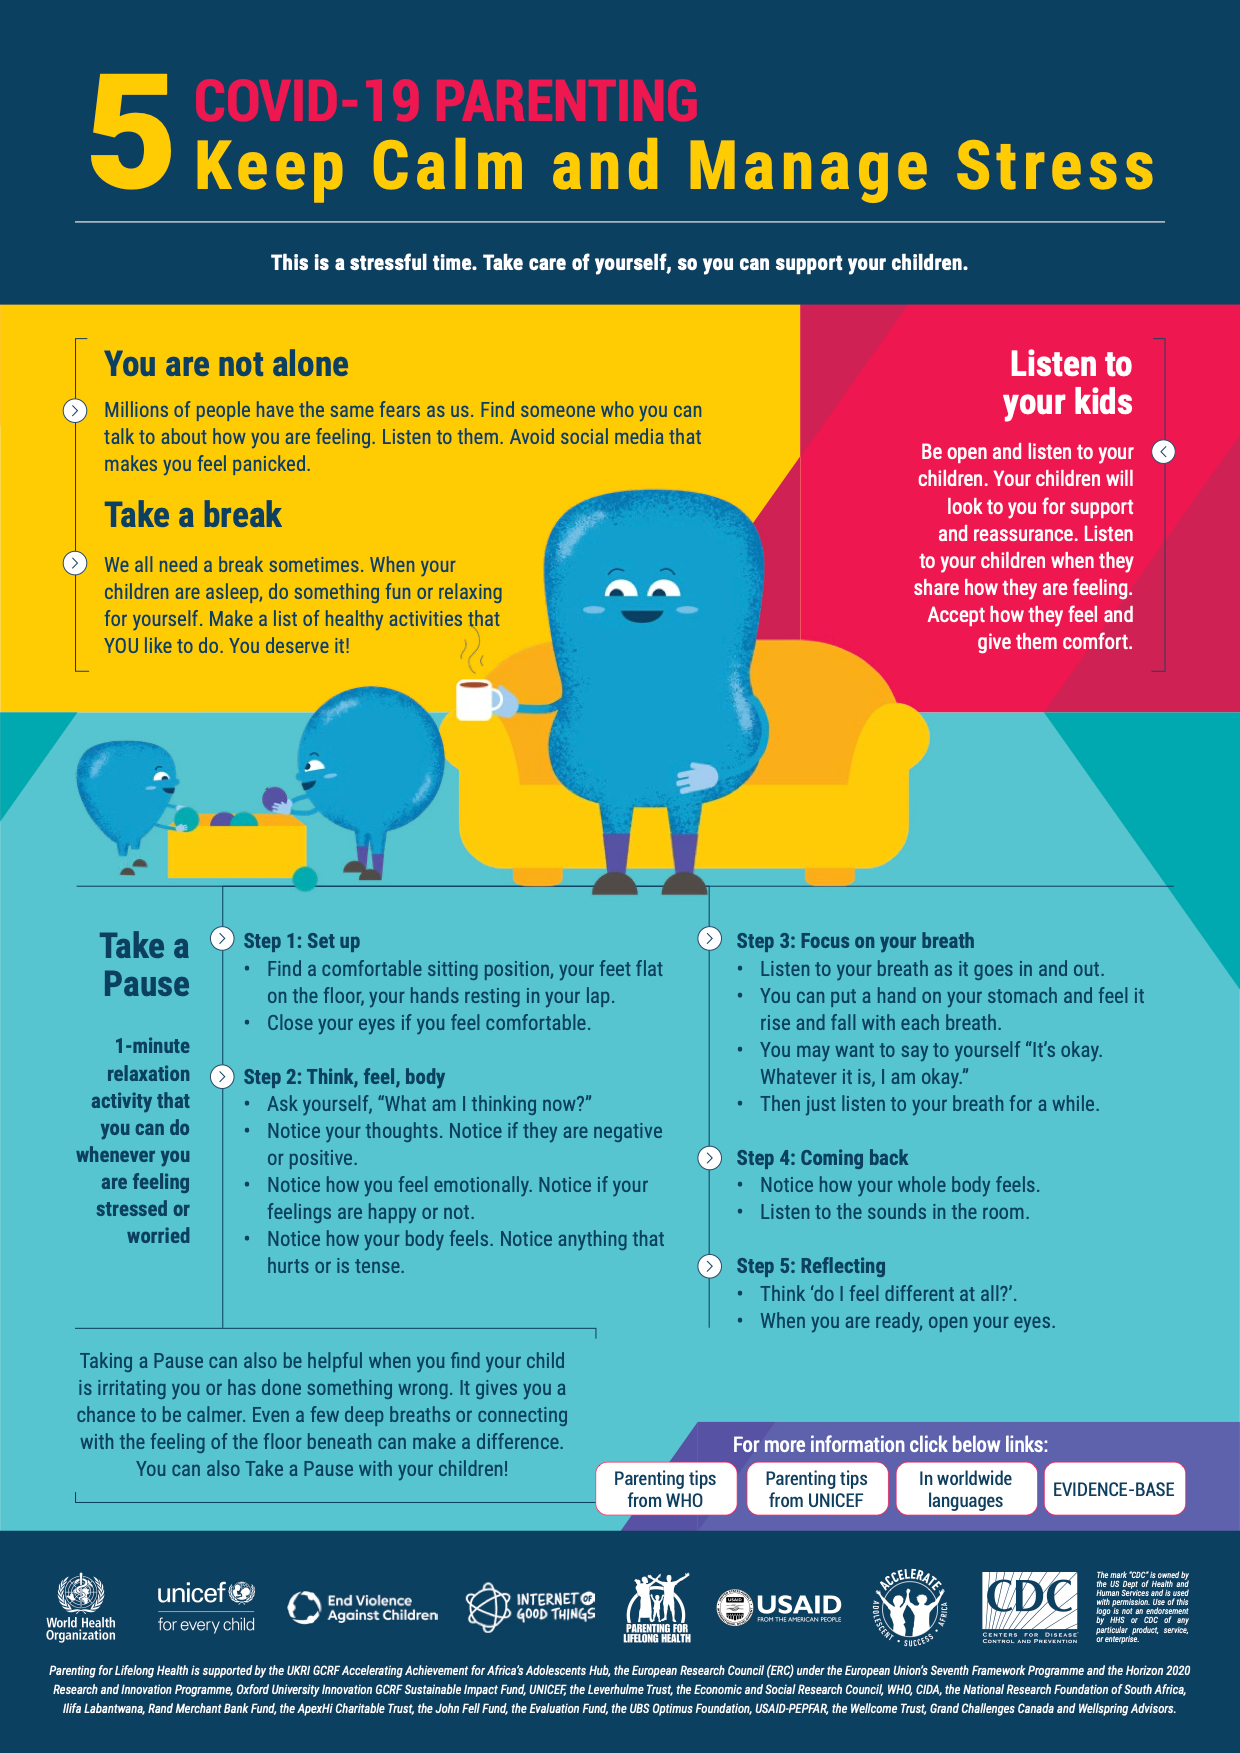 5
COVID-19 PARENTING
Keep Calm and Manage Stress
This is a stressful time. Take care of yourself, so you can support your children.
You are not alone
Millions of people have the same fears as us. Find someone who you can
talk to about how you are feeling. Listen to them. Avoid social media that
makes you feel panicked.
Take a break
We all need a break sometimes. When your
children are asleep, do something fun or relaxing
for yourself. Make a list of healthy activities that
YOU like to do. You deserve it!
Listen to
your kids
Be open and listen to your
children. Your children will
look to you for support
and reassurance. Listen
to your children when they
share how they are feeling.
Accept how they feel and
give them comfort.
Take a
Pause
1-minute
relaxation
activity that
you can do
whenever you
are feeling
stressed or
worried
Step 1: Set up
• Find a comfortable sitting position, your feet flat
on the floor, your hands resting in your lap.
• Close your eyes if you feel comfortable.
Step 2: Think, feel, body
• Ask yourself, “What am I thinking now?”
• Notice your thoughts. Notice if they are negative
or positive.
• Notice how you feel emotionally. Notice if your
feelings are happy or not.
• Notice how your body feels. Notice anything that
hurts or is tense.
Step 3: Focus on your breath
• Listen to your breath as it goes in and out.
• You can put a hand on your stomach and feel it
rise and fall with each breath.
• You may want to say to yourself “It’s okay.
Whatever it is, I am okay.”
• Then just listen to your breath for a while.
Step 4: Coming back
• Notice how your whole body feels.
• Listen to the sounds in the room.
Step 5: Reflecting
• Think ‘do I feel different at all?’.
• When you are ready, open your eyes.
Taking a Pause can also be helpful when you find your child
is irritating you or has done something wrong. It gives you a
chance to be calmer. Even a few deep breaths or connecting
with the feeling of the floor beneath can make a difference.
You can also Take a Pause with your children!
For more information click below links:
Parenting tips
from WHO
Parenting tips
from UNICEF
In worldwide
languages
EVIDENCE-BASE
World Health
Organization
unicef
for every child
End Violence
Against Children
INTERNET OF
GOOD THINGS
PARENTING FOR
LIFELONG HEALTH
USAID
USAID
FROM THE AMERICAN PEOPLE
ACCELERATE
ADOLESCENT • SUCCESS • AFRICA
CDC
CENTERS FOR DISEASE
CONTROL AND PREVENTION
The mark "CDC" is owned by
the US Dept of Health and
Human Services and is used
with permission. Use of this
logo is not an endorsement
by HHS or CDC of any
particular product, service,
or enterprise.
Parenting for Lifelong Health is supported by the UKRI GCRF Accelerating Achievement for Africa’s Adolescents Hub, the European Research Council (ERC) under the European Union’s Seventh Framework Programme and the Horizon 2020
Research and Innovation Programme, Oxford University Innovation GCRF Sustainable Impact Fund, UNICEF, the Leverhulme Trust, the Economic and Social Research Council, WHO, CIDA, the National Research Foundation of South Africa,
Ilifa Labantwana, Rand Merchant Bank Fund, the ApexHi Charitable Trust, the John Fell Fund, the Evaluation Fund, the UBS Optimus Foundation, USAID-PEPFAR, the Wellcome Trust, Grand Challenges Canada and Wellspring Advisors.